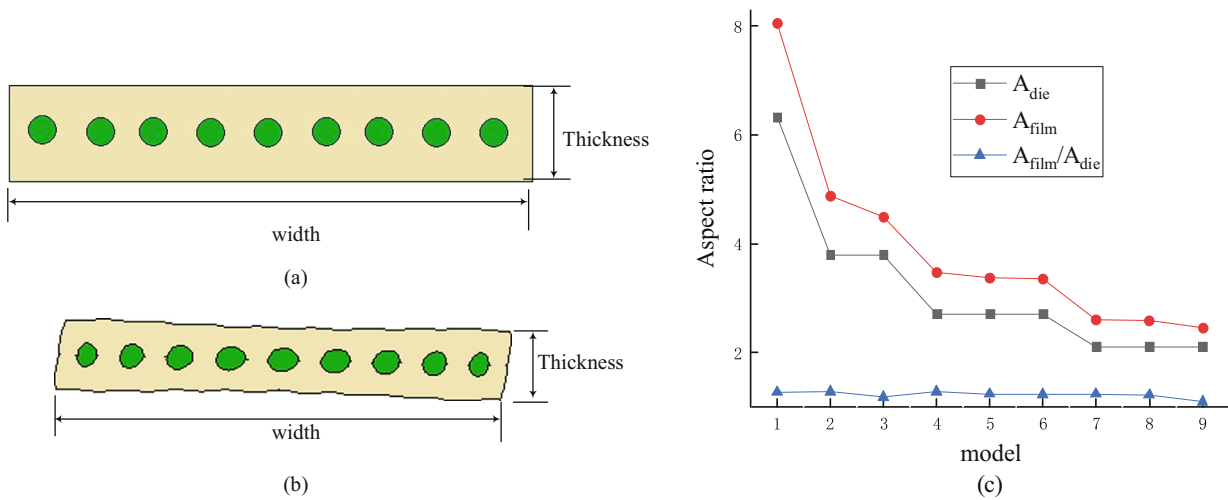 Thickness
width
(a)
Thickness
width
(b)
8
6
4
2
Aspect ratio
A_die
A_film
A_film/A_die
1 2 3 4 5 6 7 8 9
model
(c)